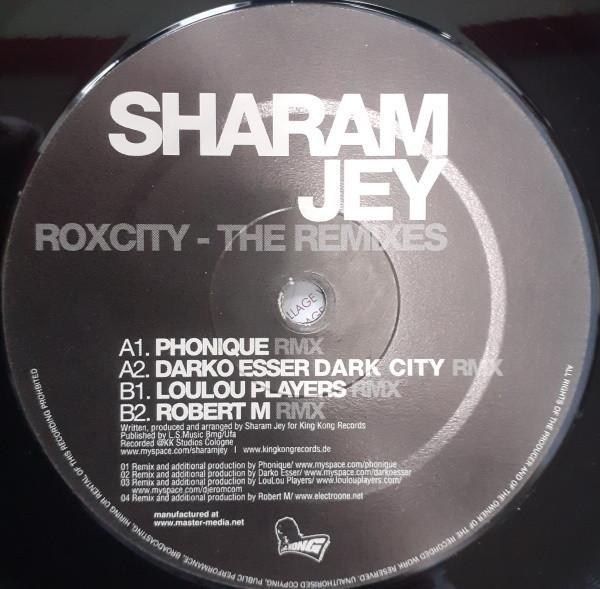 SHARAM
JEY
ROXCITY - THE REMIXES
LLAGE
AGE
A1. PHONIQUE RMX
A2. DARKO ESSER DARK CITY RMX
B1. LOULOU PLAYERS RMX
B2. ROBERT M RMX
Written, produced and arranged by Sharam Jey for King Kong Records
Published by L.S.Music Bmg/Ufa
Recorded @KK Studios Cologne
www.myspace.com/sharamjey I www.kingkongrecords.de
01 Remix and additional production by Phonique/ www.myspace.com/phonique
02 Remix and additional production by Darko Esser/ www.myspace.com/darkoesser
03 Remix and additional production by LouLou Players/ www.loulouplayers.com/
www.myspace.com/djeromcom
04 Remix and additional production by Robert M/ www.electroone.net
manufactured at
www.master-media.net
KONG
ALL RIGHTS OF THE PRODUCER AND OF THE OWNER OF THE RECORDED WORK RESERVED. UNAUTHORISED COPYING, PUBLIC PERFORMANCE, BROADCASTING, HIRING OR RENTAL OF THIS RECORDING PROHIBITED